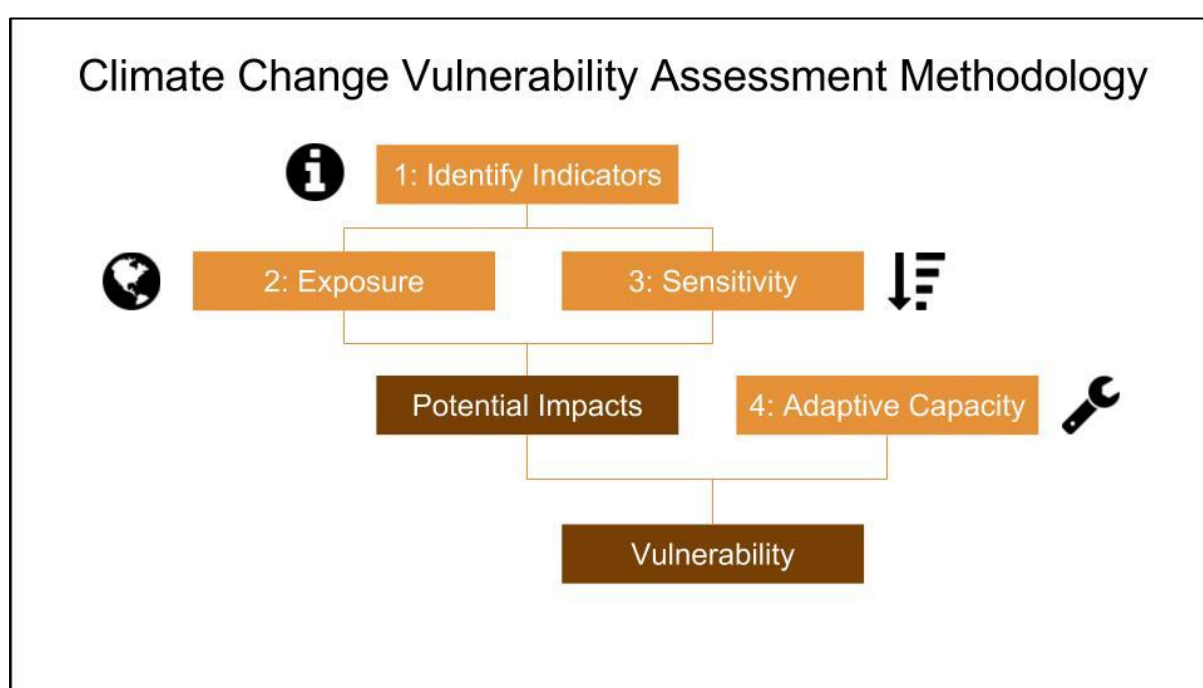 Climate Change Vulnerability Assessment Methodology
1: Identify Indicators
2: Exposure
3: Sensitivity
Potential Impacts
4: Adaptive Capacity
Vulnerability